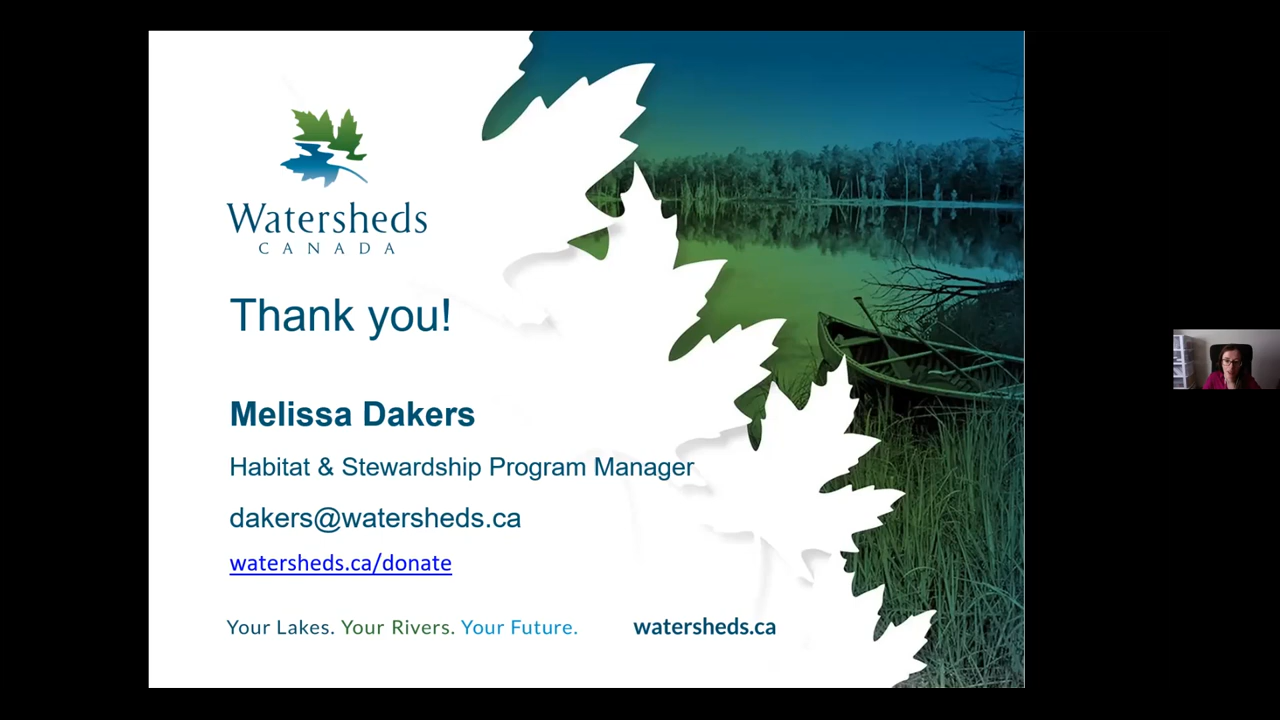 Watersheds
CANADA
Thank you!
Melissa Dakers
Habitat & Stewardship Program Manager
dakers@watersheds.ca
watersheds.ca/donate
Your Lakes. Your Rivers. Your Future.
watersheds.ca